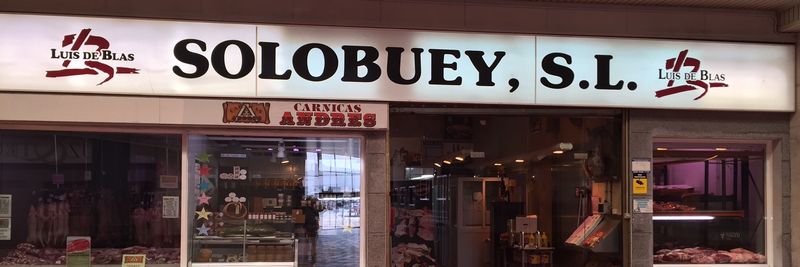 Luis de Blas
SOLOBUEY, S.L.
Luis de Blas
CARNICAS
ANDRES